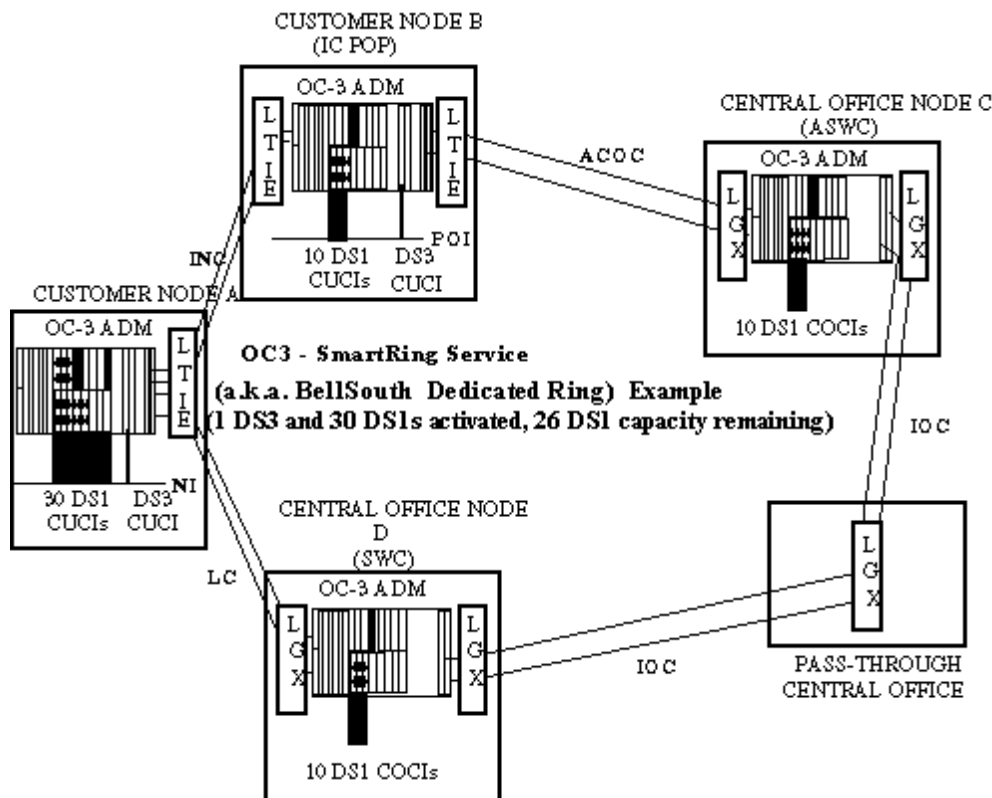 CUSTOMER NODE B
(IC POP)
OC-3 ADM
L
T
I
E
L
T
I
E
POI
10 DS1
CUCIs
DS3
CUCI
ACOC
CENTRAL OFFICE NODE C
(ASWC)
OC-3 ADM
L
G
X
L
G
X
10 DS1 COCIs
INC
CUSTOMER NODE A
OC-3 ADM
L
T
I
E
NI
30 DS1
CUCIs
DS3
CUCI
OC3 - SmartRing Service
(a.k.a. BellSouth Dedicated Ring) Example
(1 DS3 and 30 DS1s activated, 26 DS1 capacity remaining)
IOC
LC
CENTRAL OFFICE NODE
D
(SWC)
OC-3 ADM
L
G
X
L
G
X
10 DS1 COCIs
IOC
L
G
X
PASS-THROUGH
CENTRAL OFFICE